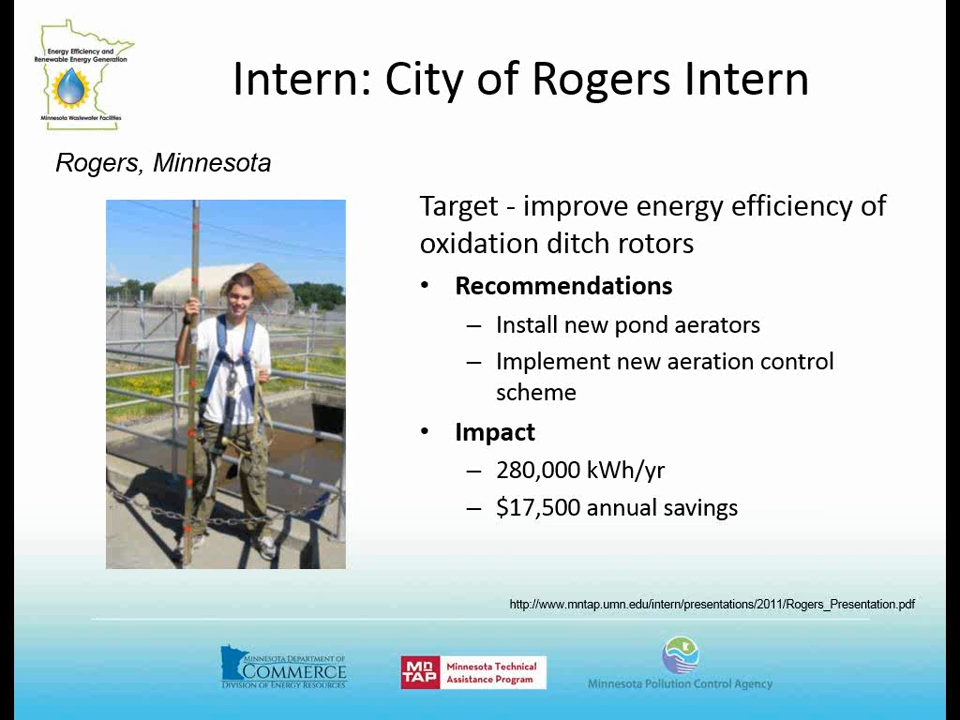 Energy Efficiency and
Renewable Energy Generation
Minnesota Wastewater Facilities
Intern: City of Rogers Intern
Rogers, Minnesota
Target - improve energy efficiency of
oxidation ditch rotors
• Recommendations
– Install new pond aerators
– Implement new aeration control
scheme
• Impact
– 280,000 kWh/yr
– $17,500 annual savings
http://www.mntap.umn.edu/intern/presentations/2011/Rogers_Presentation.pdf
MINNESOTA DEPARTMENT OF
COMMERCE
DIVISION OF ENERGY RESOURCES
MN
TAP
Minnesota Technical
Assistance Program
Minnesota Pollution Control Agency